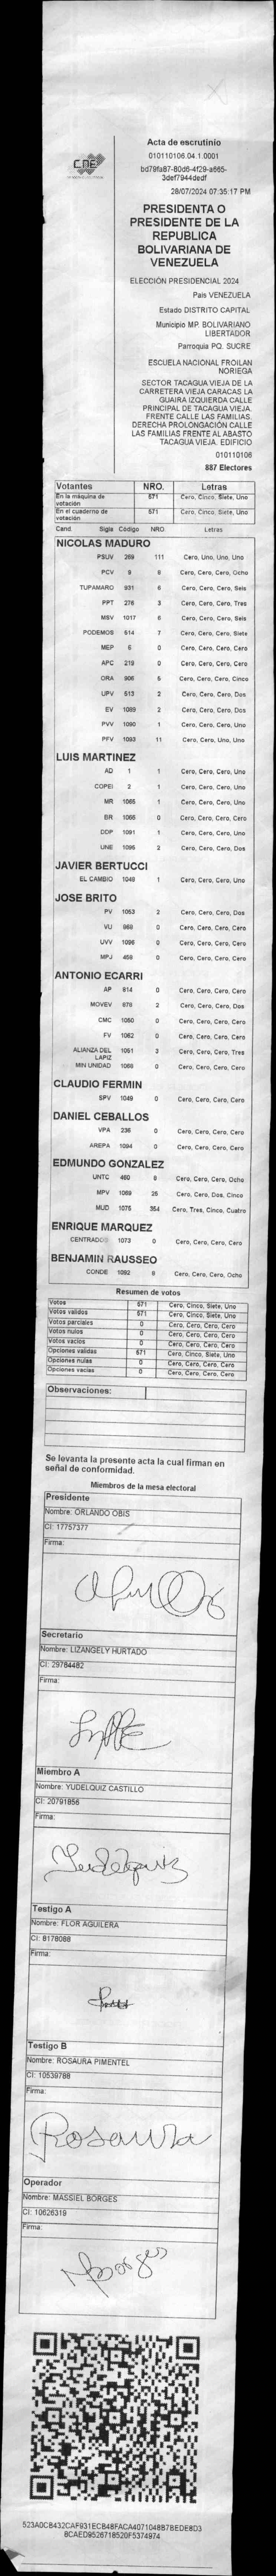 CNE
Acta de escrutinio
010110106.04.1.0001
bd79fa87-80d6-4f29-a665-
3def7944dedf
28/07/2024 07:35:17 PM
PRESIDENTA O
PRESIDENTE DE LA
REPUBLICA
BOLIVARIANA DE
VENEZUELA
ELECCIÓN PRESIDENCIAL 2024
País VENEZUELA
Estado DISTRITO CAPITAL
Municipio MP. BOLIVARIANO
LIBERTADOR
Parroquia PQ. SUCRE
ESCUELA NACIONAL FROILAN
NORIEGA
SECTOR TACAGUA VIEJA DE LA
CARRETERA VIEJA CARACAS LA
GUAIRA IZQUIERDA CALLE
PRINCIPAL DE TACAGUA VIEJA.
FRENTE CALLE LAS FAMILIAS.
DERECHA PROLONGACIÓN CALLE
LAS FAMILIAS FRENTE AL ABASTO
TACAGUA VIEJA. EDIFICIO
010110106
887 Electores
Votantes NRO. Letras
En la máquina de votación 571 Cero, Cinco, Siete, Uno
En el cuaderno de votación 571 Cero, Cinco, Siete, Uno
Cand. Sigla Código NRO. Letras
NICOLAS MADURO
PSUV 269 111 Cero, Uno, Uno, Uno
PCV 9 8 Cero, Cero, Cero, Ocho
TUPAMARO 931 6 Cero, Cero, Cero, Seis
PPT 276 3 Cero, Cero, Cero, Tres
MSV 1017 6 Cero, Cero, Cero, Seis
PODEMOS 514 7 Cero, Cero, Cero, Siete
MEP 6 0 Cero, Cero, Cero, Cero
APC 219 0 Cero, Cero, Cero, Cero
ORA 906 5 Cero, Cero, Cero, Cinco
UPV 513 2 Cero, Cero, Cero, Dos
EV 1089 2 Cero, Cero, Cero, Dos
PVV 1090 1 Cero, Cero, Cero, Uno
PFV 1093 11 Cero, Cero, Uno, Uno
LUIS MARTINEZ
AD 1 1 Cero, Cero, Cero, Uno
COPEI 2 1 Cero, Cero, Cero, Uno
MR 1065 1 Cero, Cero, Cero, Uno
BR 1066 0 Cero, Cero, Cero, Cero
DDP 1091 1 Cero, Cero, Cero, Uno
UNE 1095 2 Cero, Cero, Cero, Dos
JAVIER BERTUCCI
EL CAMBIO 1048 1 Cero, Cero, Cero, Uno
JOSE BRITO
PV 1053 2 Cero, Cero, Cero, Dos
VU 968 0 Cero, Cero, Cero, Cero
UVV 1096 0 Cero, Cero, Cero, Cero
MPJ 458 0 Cero, Cero, Cero, Cero
ANTONIO ECARRI
AP 814 0 Cero, Cero, Cero, Cero
MOVEV 878 2 Cero, Cero, Cero, Dos
CMC 1050 0 Cero, Cero, Cero, Cero
FV 1062 0 Cero, Cero, Cero, Cero
ALIANZA DEL LAPIZ 1051 3 Cero, Cero, Cero, Tres
MIN UNIDAD 1068 0 Cero, Cero, Cero, Cero
CLAUDIO FERMIN
SPV 1049 0 Cero, Cero, Cero, Cero
DANIEL CEBALLOS
VPA 236 0 Cero, Cero, Cero, Cero
AREPA 1094 0 Cero, Cero, Cero, Cero
EDMUNDO GONZALEZ
UNTC 460 8 Cero, Cero, Cero, Ocho
MPV 1069 25 Cero, Cero, Dos, Cinco
MUD 1075 354 Cero, Tres, Cinco, Cuatro
ENRIQUE MARQUEZ
CENTRADOS 1073 0 Cero, Cero, Cero, Cero
BENJAMIN RAUSSEO
CONDE 1092 8 Cero, Cero, Cero, Ocho
Resumen de votos
Votos 571 Cero, Cinco, Siete, Uno
Votos validos 571 Cero, Cinco, Siete, Uno
Votos parciales 0 Cero, Cero, Cero, Cero
Votos nulos 0 Cero, Cero, Cero, Cero
Votos vacios 0 Cero, Cero, Cero, Cero
Opciones validas 571 Cero, Cinco, Siete, Uno
Opciones nulas 0 Cero, Cero, Cero, Cero
Opciones vacias 0 Cero, Cero, Cero, Cero
Observaciones:
Se levanta la presente acta la cual firman en
señal de conformidad.
Miembros de la mesa electoral
Presidente
Nombre: ORLANDO OBIS
CI: 17757377
Firma:
Secretario
Nombre: LIZANGELY HURTADO
CI: 29784482
Firma:
Miembro A
Nombre: YUDELQUIZ CASTILLO
CI: 20791856
Firma:
Yudelquiz
Testigo A
Nombre: FLOR AGUILERA
CI: 8178088
Firma:
Testigo B
Nombre: ROSAURA PIMENTEL
CI: 10539788
Firma:
Rosaura
Operador
Nombre: MASSIEL BORGES
CI: 10626319
Firma:
523A0CB432CAF931ECB48FACA4071048B7BEDE8D3
8CAED9526718520F5374974